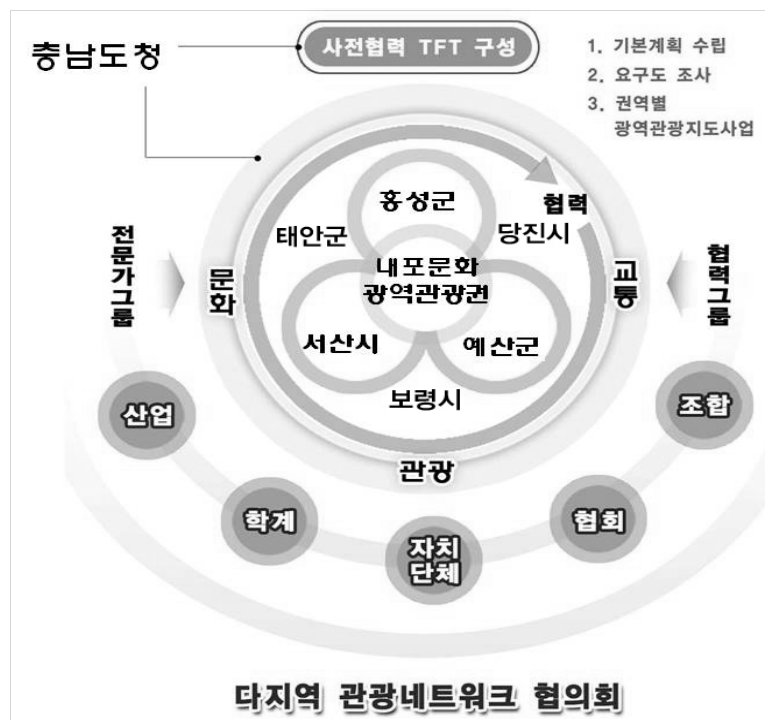 충남도청
사전협력 TFT 구성
1. 기본계획 수립
2. 요구도 조사
3. 권역별
광역관광지도사업
홍성군
협력
태안군
당진시
전문가그룹
문화
내포문화
광역관광권
교통
협력그룹
서산시
예산군
보령시
산업
조합
관광
학계
협회
자치
단체
다지역 관광네트워크 협의회